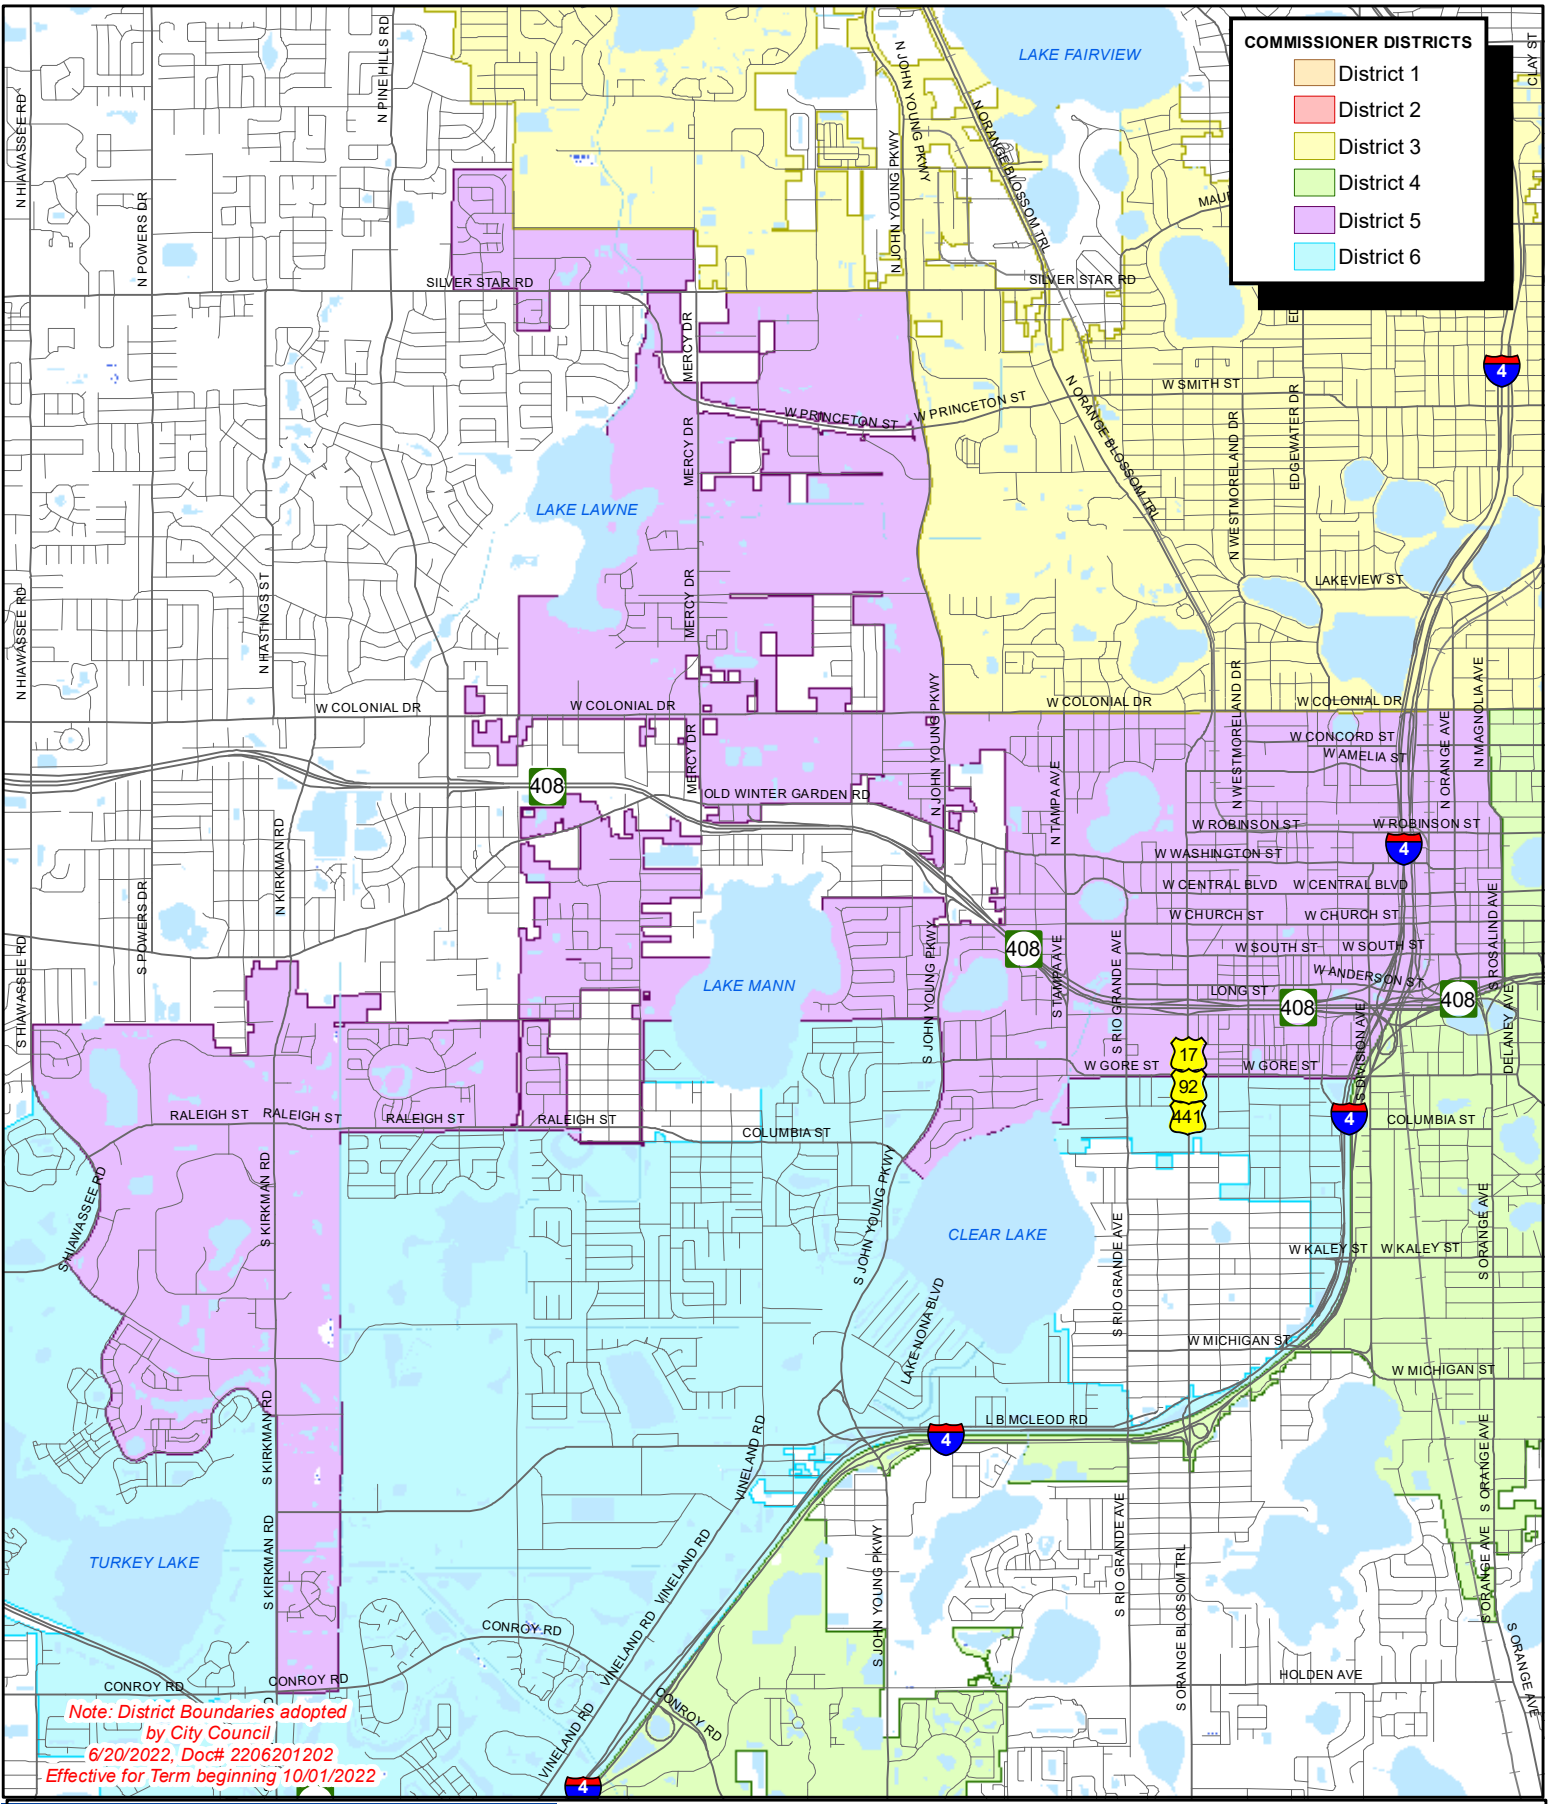 COMMISSIONER DISTRICTS
District 1
District 2
District 3
District 4
District 5
District 6
LAKE FAIRVIEW
CLAY ST
N HIAWASSEE RD
N PINE HILLS RD
N JOHN YOUNG PKWY
N ORANGE BLOSSOM TRL
N JOHN YOUNG PKWY
N POWERS DR
SILVER STAR RD
SILVER STAR RD
MERCY DR
4
W SMITH ST
W PRINCETON ST
W PRINCETON ST
N ORANGE BLOSSOM TRL
MERCY DR
EDGEWATER DR
N WESTMORELAND DR
LAKE LAWNE
LAKEVIEW ST
N HIAWASSEE RD
N HASTINGS ST
MERCY DR
N WESTMORELAND DR
N MAGNOLIA AVE
N JOHN YOUNG PKWY
W COLONIAL DR
W COLONIAL DR
W COLONIAL DR
W COLONIAL DR
W CONCORD ST
W AMELIA ST
N ORANGE AVE
MERCY DR
408
OLD WINTER GARDEN RD
N TAMPA AVE
W ROBINSON ST
W ROBINSON ST
4
W WASHINGTON ST
N KIRKMAN RD
W CENTRAL BLVD
W CENTRAL BLVD
W CHURCH ST
W CHURCH ST
S POWERS DR
S HIAWASSEE RD
S JOHN YOUNG PKWY
408
S TAMPA AVE
S RIO GRANDE AVE
W SOUTH ST
W SOUTH ST
S ROSALIND AVE
W ANDERSON ST
LONG ST
LAKE MANN
408
408
DELANEY AVE
S DIVISION AVE
W GORE ST
W GORE ST
17
92
441
RALEIGH ST
RALEIGH ST
RALEIGH ST
RALEIGH ST
COLUMBIA ST
4
COLUMBIA ST
S HIAWASSEE RD
S KIRKMAN RD
S JOHN YOUNG PKWY
CLEAR LAKE
S RIO GRANDE AVE
W KALEY ST
W KALEY ST
S ORANGE AVE
LAKE NONA BLVD
W MICHIGAN ST
W MICHIGAN ST
S KIRKMAN RD
L B MCLEOD RD
4
VINELAND RD
S ORANGE AVE
S KIRKMAN RD
TURKEY LAKE
S JOHN YOUNG PKWY
S RIO GRANDE AVE
S ORANGE BLOSSOM TRL
S ORANGE AVE
VINELAND RD
CONROY RD
VINELAND RD
S ORANGE AVE
HOLDEN AVE
CONROY RD
CONROY RD
CONROY RD
VINELAND RD
4
Note: District Boundaries adopted
by City Council
6/20/2022, Doc# 2206201202
Effective for Term beginning 10/01/2022